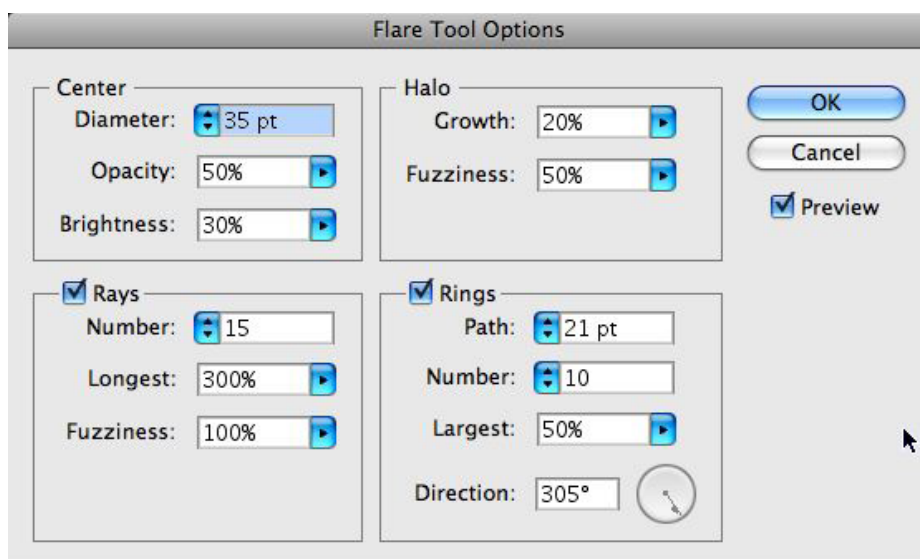 Flare Tool Options
Center
Diameter: 35 pt
Opacity: 50%
Brightness: 30%
Halo
Growth: 20%
Fuzziness: 50%
OK
Cancel
Preview
Rays
Number: 15
Longest: 300%
Fuzziness: 100%
Rings
Path: 21 pt
Number: 10
Largest: 50%
Direction: 305°